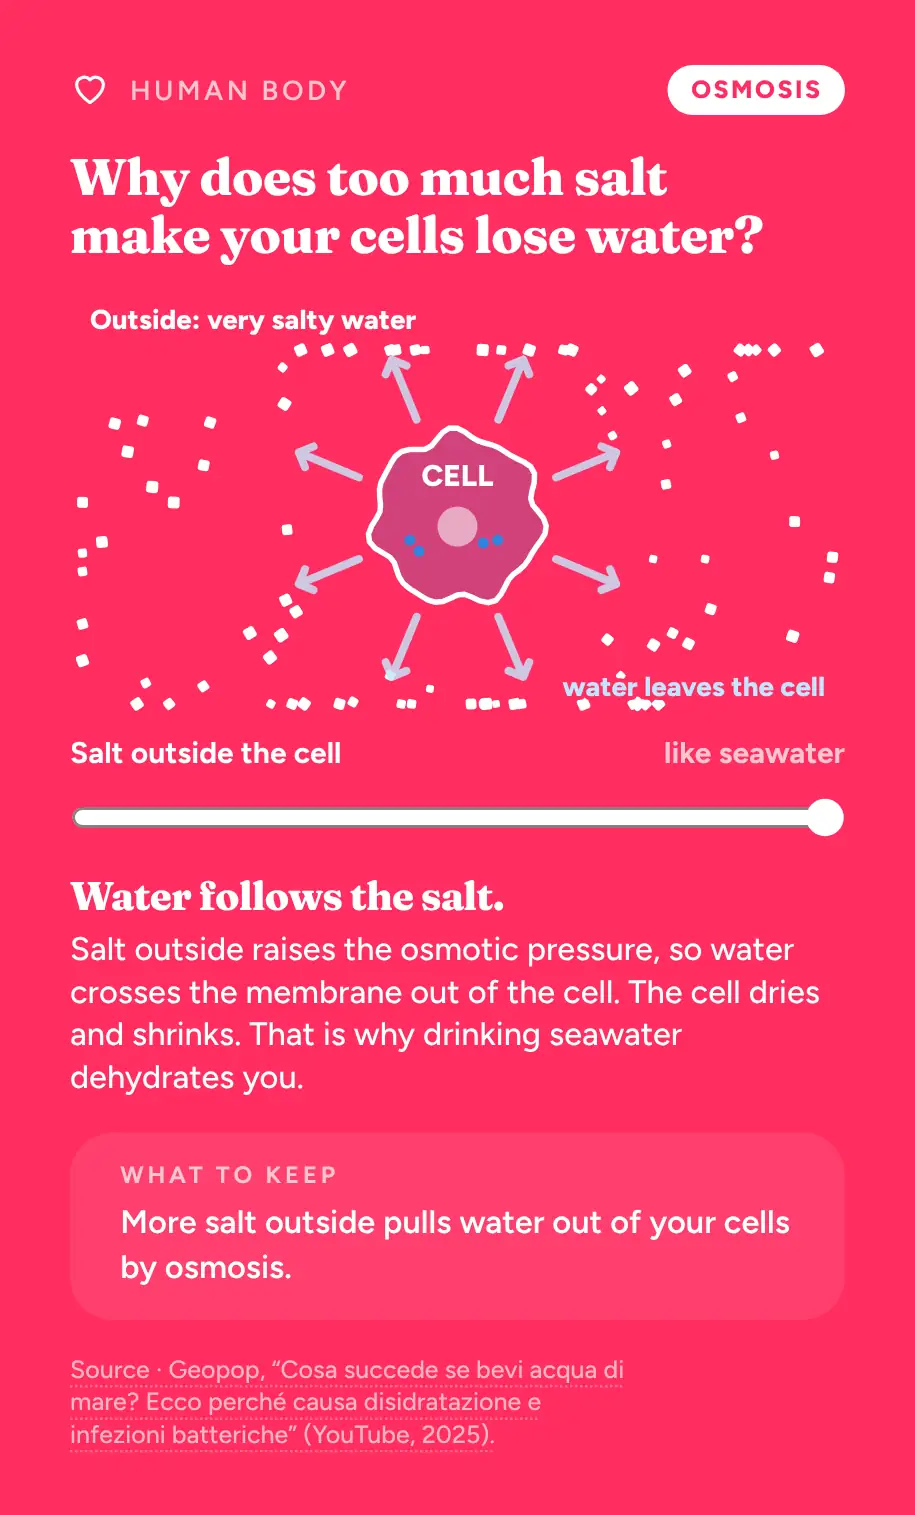 HUMAN BODY
OSMOSIS
Why does too much salt
make your cells lose water?
Outside: very salty water
CELL
water leaves the cell
Salt outside the cell
like seawater
Water follows the salt.
Salt outside raises the osmotic pressure, so water
crosses the membrane out of the cell. The cell dries
and shrinks. That is why drinking seawater
dehydrates you.
WHAT TO KEEP
More salt outside pulls water out of your cells
by osmosis.
Source · Geopop, “Cosa succede se bevi acqua di
mare? Ecco perché causa disidratazione e
infezioni batteriche” (YouTube, 2025).